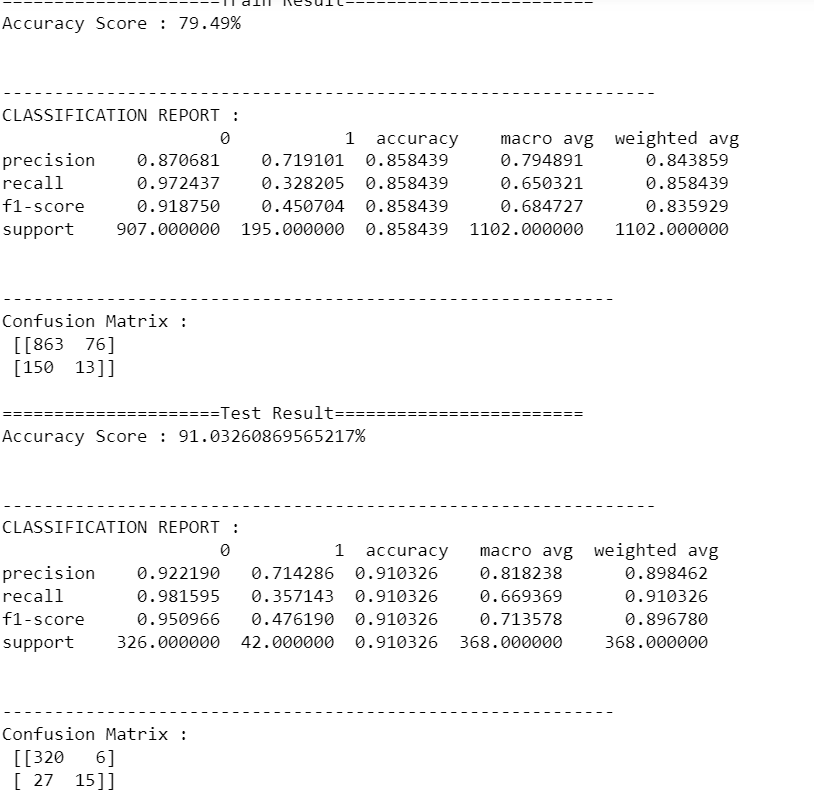 =====================Train Result========================
Accuracy Score : 79.49%
---------------------------------------------------------------
CLASSIFICATION REPORT :
0 1 accuracy macro avg weighted avg
precision 0.870681 0.719101 0.858439 0.794891 0.843859
recall 0.972437 0.328205 0.858439 0.650321 0.858439
f1-score 0.918750 0.450704 0.858439 0.684727 0.835929
support 907.000000 195.000000 0.858439 1102.000000 1102.000000
-----------------------------------------------------------
Confusion Matrix :
[[863 76]
[150 13]]
=====================Test Result========================
Accuracy Score : 91.03260869565217%
---------------------------------------------------------------
CLASSIFICATION REPORT :
0 1 accuracy macro avg weighted avg
precision 0.922190 0.714286 0.910326 0.818238 0.898462
recall 0.981595 0.357143 0.910326 0.669369 0.910326
f1-score 0.950966 0.476190 0.910326 0.713578 0.896780
support 326.000000 42.000000 0.910326 368.000000 368.000000
-----------------------------------------------------------
Confusion Matrix :
[[320 6]
[ 27 15]]